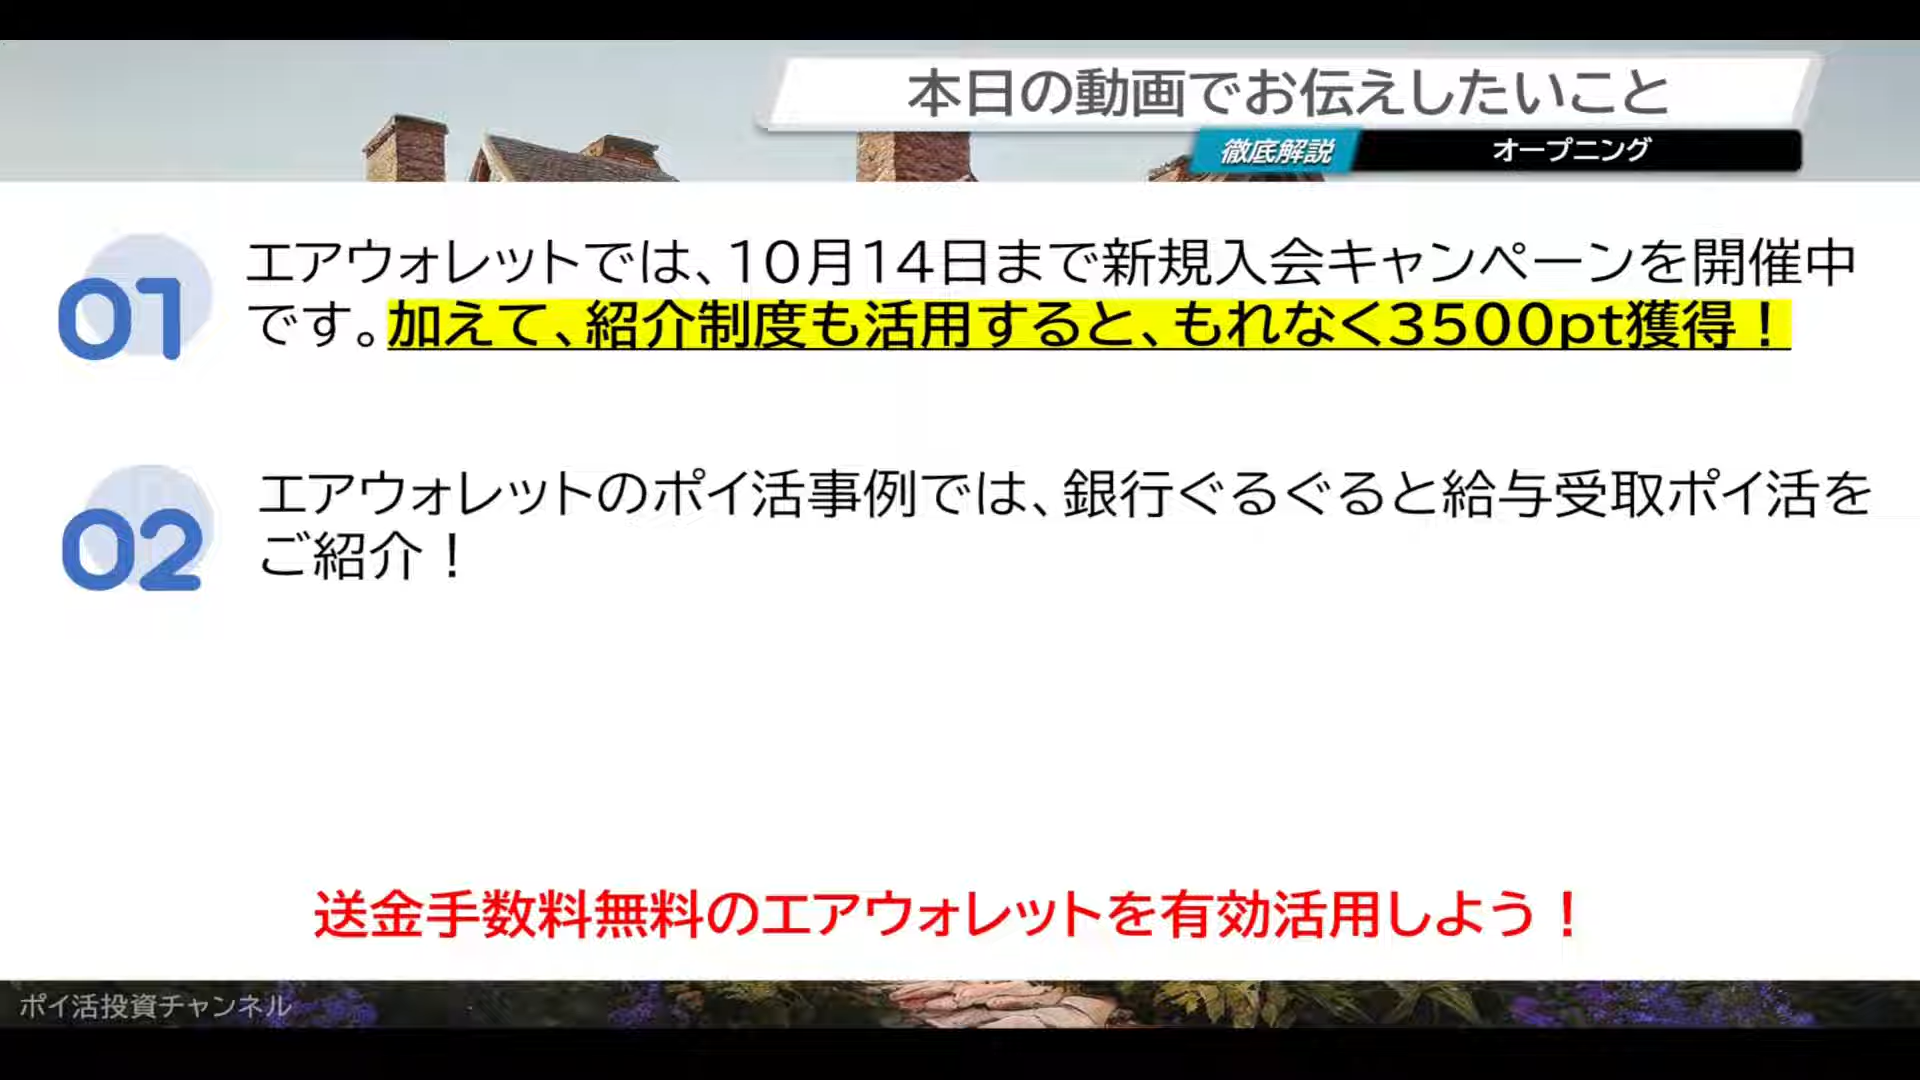 本日の動画でお伝えしたいこと
徹底解説 オープニング
01 エアウォレットでは、10月14日まで新規入会キャンペーンを開催中
です。加えて、紹介制度も活用すると、もれなく3500pt獲得！
02 エアウォレットのポイ活事例では、銀行ぐるぐると給与受取ポイ活を
ご紹介！
送金手数料無料のエアウォレットを有効活用しよう！
ポイ活投資チャンネル